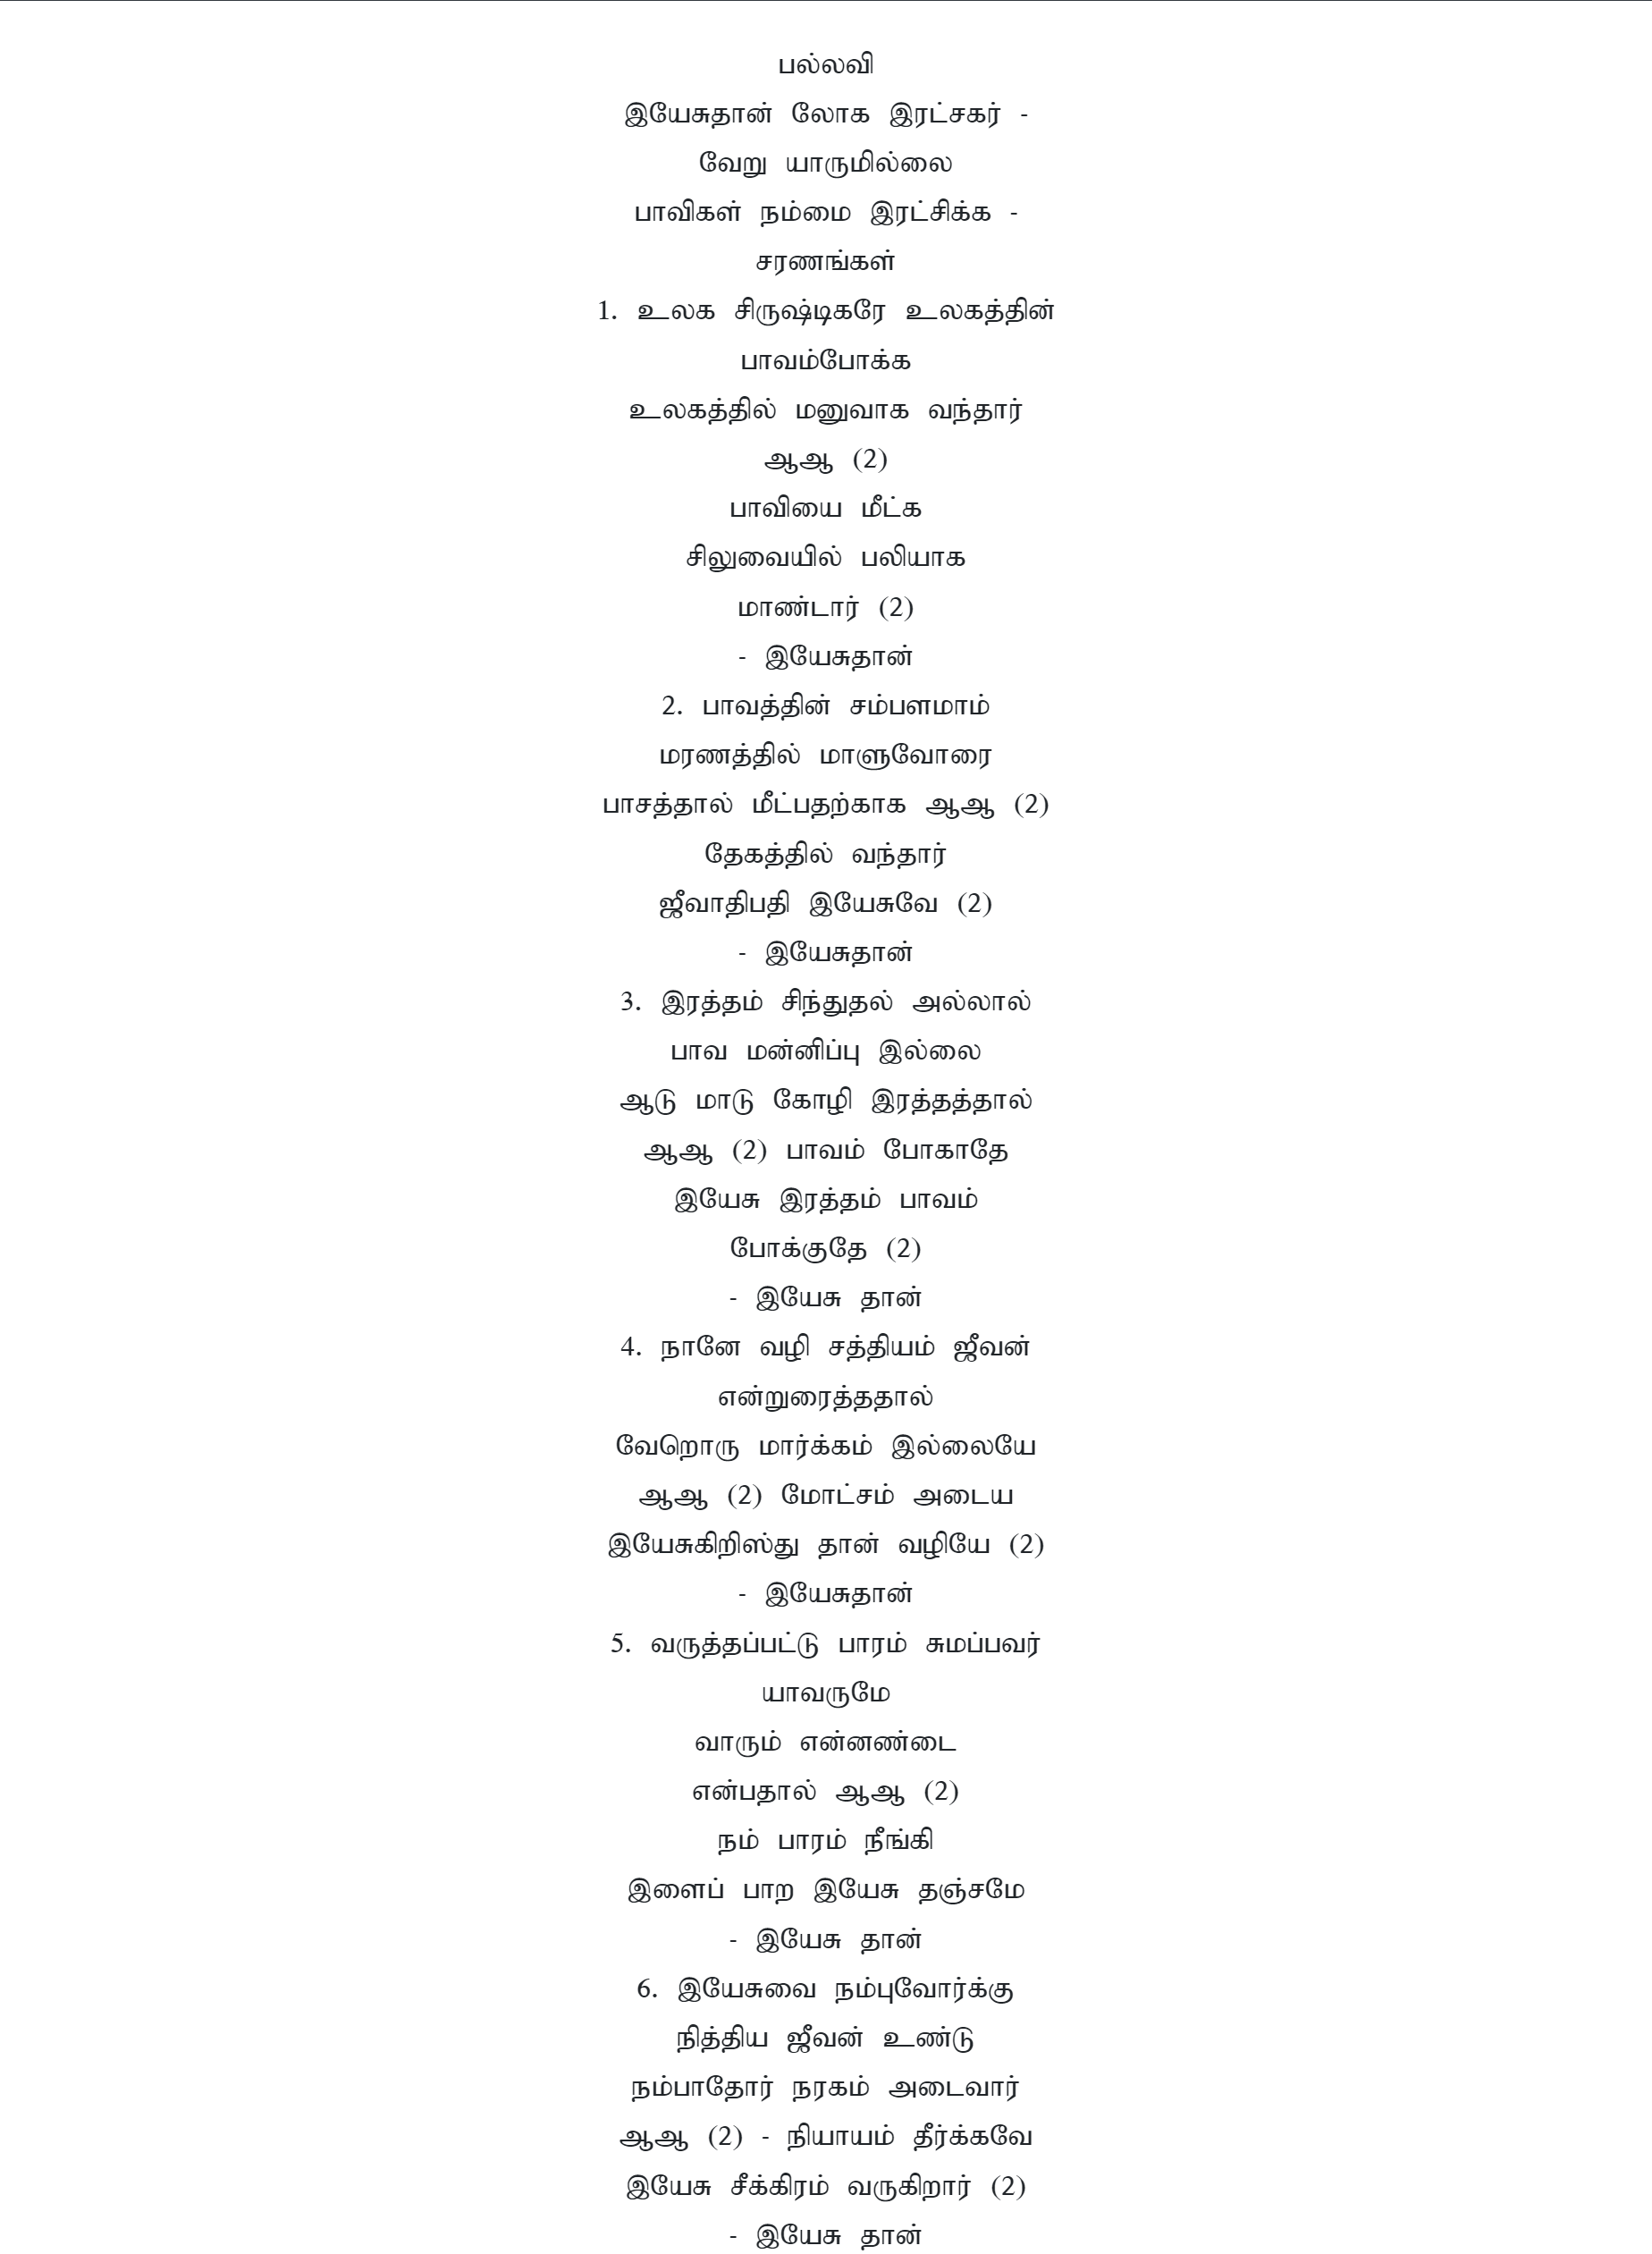 பல்லவி
இயேசுதான் லோக இரட்சகர் -
வேறு யாருமில்லை
பாவிகள் நம்மை இரட்சிக்க -
சரணங்கள்
1. உலக சிருஷ்டிகரே உலகத்தின்
பாவம்போக்க
உலகத்தில் மனுவாக வந்தார்
ஆஆ (2)
பாவியை மீட்க
சிலுவையில் பலியாக
மாண்டார் (2)
- இயேசுதான்
2. பாவத்தின் சம்பளமாம்
மரணத்தில் மாளுவோரை
பாசத்தால் மீட்பதற்காக ஆஆ (2)
தேகத்தில் வந்தார்
ஜீவாதிபதி இயேசுவே (2)
- இயேசுதான்
3. இரத்தம் சிந்துதல் அல்லால்
பாவ மன்னிப்பு இல்லை
ஆடு மாடு கோழி இரத்தத்தால்
ஆஆ (2) பாவம் போகாதே
இயேசு இரத்தம் பாவம்
போக்குதே (2)
- இயேசு தான்
4. நானே வழி சத்தியம் ஜீவன்
என்றுரைத்ததால்
வேறொரு மார்க்கம் இல்லையே
ஆஆ (2) மோட்சம் அடைய
இயேசுகிறிஸ்து தான் வழியே (2)
- இயேசுதான்
5. வருத்தப்பட்டு பாரம் சுமப்பவர்
யாவருமே
வாரும் என்னண்டை
என்பதால் ஆஆ (2)
நம் பாரம் நீங்கி
இளைப் பாற இயேசு தஞ்சமே
- இயேசு தான்
6. இயேசுவை நம்புவோர்க்கு
நித்திய ஜீவன் உண்டு
நம்பாதோர் நரகம் அடைவார்
ஆஆ (2) - நியாயம் தீர்க்கவே
இயேசு சீக்கிரம் வருகிறார் (2)
- இயேசு தான்